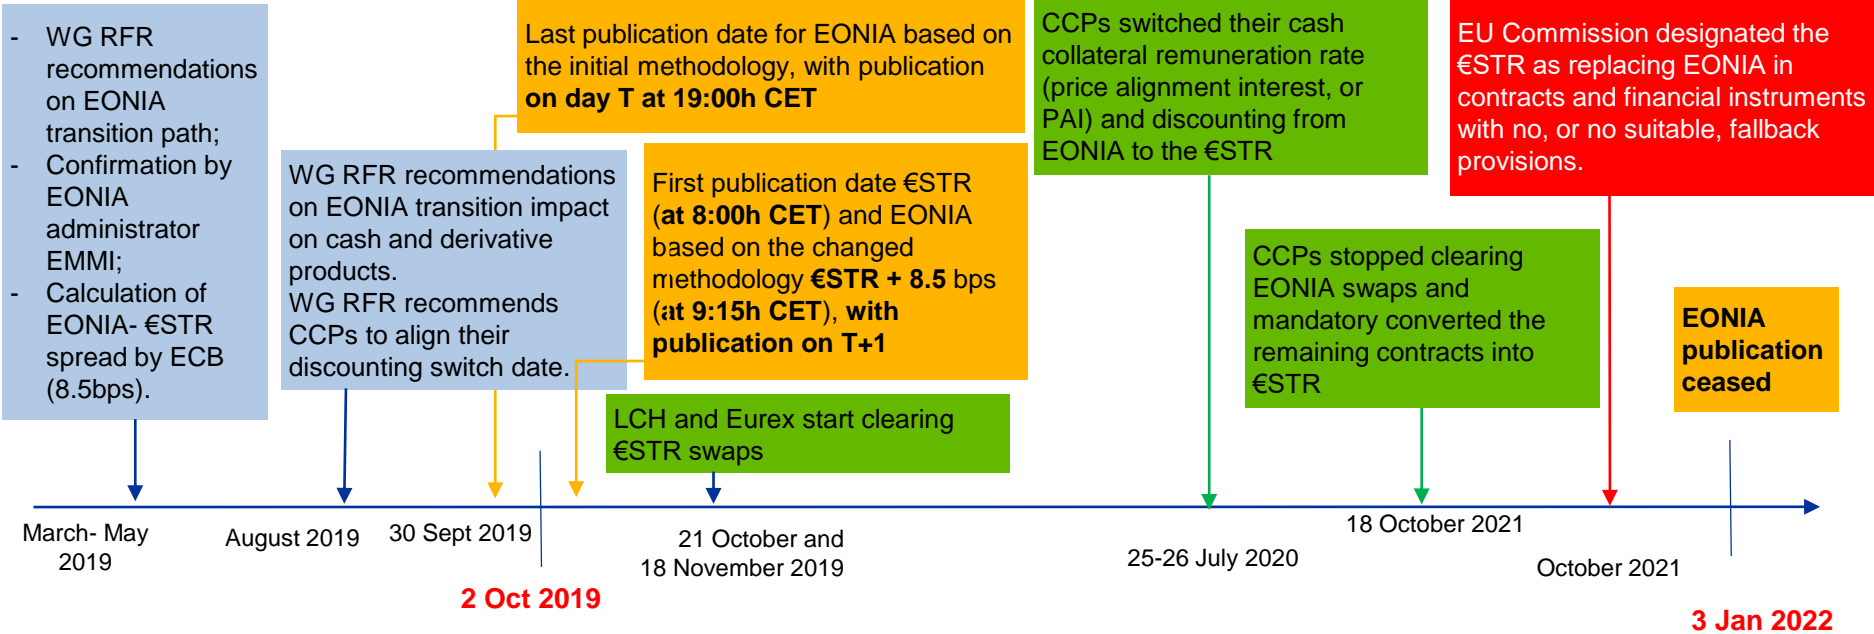 - WG RFR
recommendations
on EONIA
transition path;
- Confirmation by
EONIA
administrator
EMMI;
- Calculation of
EONIA- €STR
spread by ECB
(8.5bps).
WG RFR recommendations
on EONIA transition impact
on cash and derivative
products.
WG RFR recommends
CCPs to align their
discounting switch date.
Last publication date for EONIA based on
the initial methodology, with publication
on day T at 19:00h CET
First publication date €STR
(at 8:00h CET) and EONIA
based on the changed
methodology €STR + 8.5 bps
(at 9:15h CET), with
publication on T+1
LCH and Eurex start clearing
€STR swaps
CCPs switched their cash
collateral remuneration rate
(price alignment interest, or
PAI) and discounting from
EONIA to the €STR
CCPs stopped clearing
EONIA swaps and
mandatory converted the
remaining contracts into
€STR
EU Commission designated the
€STR as replacing EONIA in
contracts and financial instruments
with no, or no suitable, fallback
provisions.
EONIA
publication
ceased
March- May
2019
August 2019
30 Sept 2019
2 Oct 2019
21 October and
18 November 2019
25-26 July 2020
18 October 2021
October 2021
3 Jan 2022